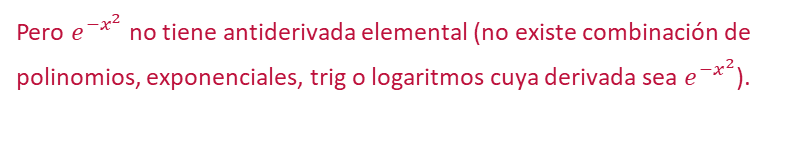 Pero e^{-x^2} no tiene antiderivada elemental (no existe combinación de
polinomios, exponenciales, trig o logaritmos cuya derivada sea e^{-x^2}).